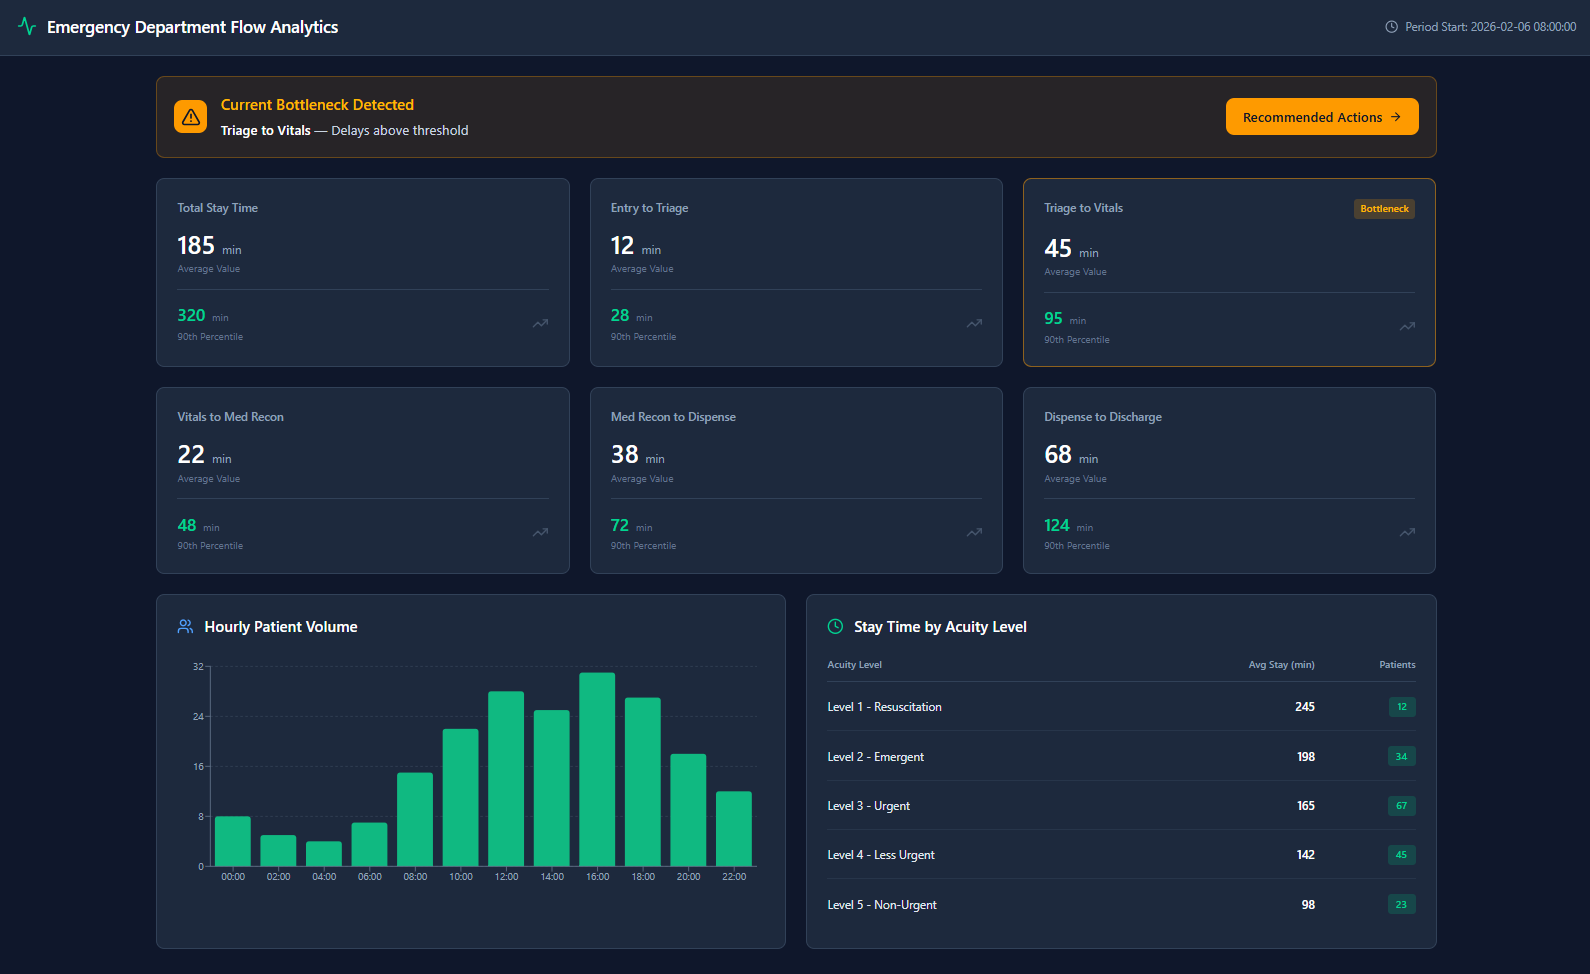 Emergency Department Flow Analytics
Period Start: 2026-02-06 08:00:00
Current Bottleneck Detected
Triage to Vitals — Delays above threshold
Recommended Actions →
Total Stay Time
185 min
Average Value
320 min
90th Percentile
Entry to Triage
12 min
Average Value
28 min
90th Percentile
Triage to Vitals
Bottleneck
45 min
Average Value
95 min
90th Percentile
Vitals to Med Recon
22 min
Average Value
48 min
90th Percentile
Med Recon to Dispense
38 min
Average Value
72 min
90th Percentile
Dispense to Discharge
68 min
Average Value
124 min
90th Percentile
Hourly Patient Volume
32
24
16
8
0
00:00 02:00 04:00 06:00 08:00 10:00 12:00 14:00 16:00 18:00 20:00 22:00
Stay Time by Acuity Level
Acuity Level Avg Stay (min) Patients
Level 1 - Resuscitation 245 12
Level 2 - Emergent 198 34
Level 3 - Urgent 165 67
Level 4 - Less Urgent 142 45
Level 5 - Non-Urgent 98 23